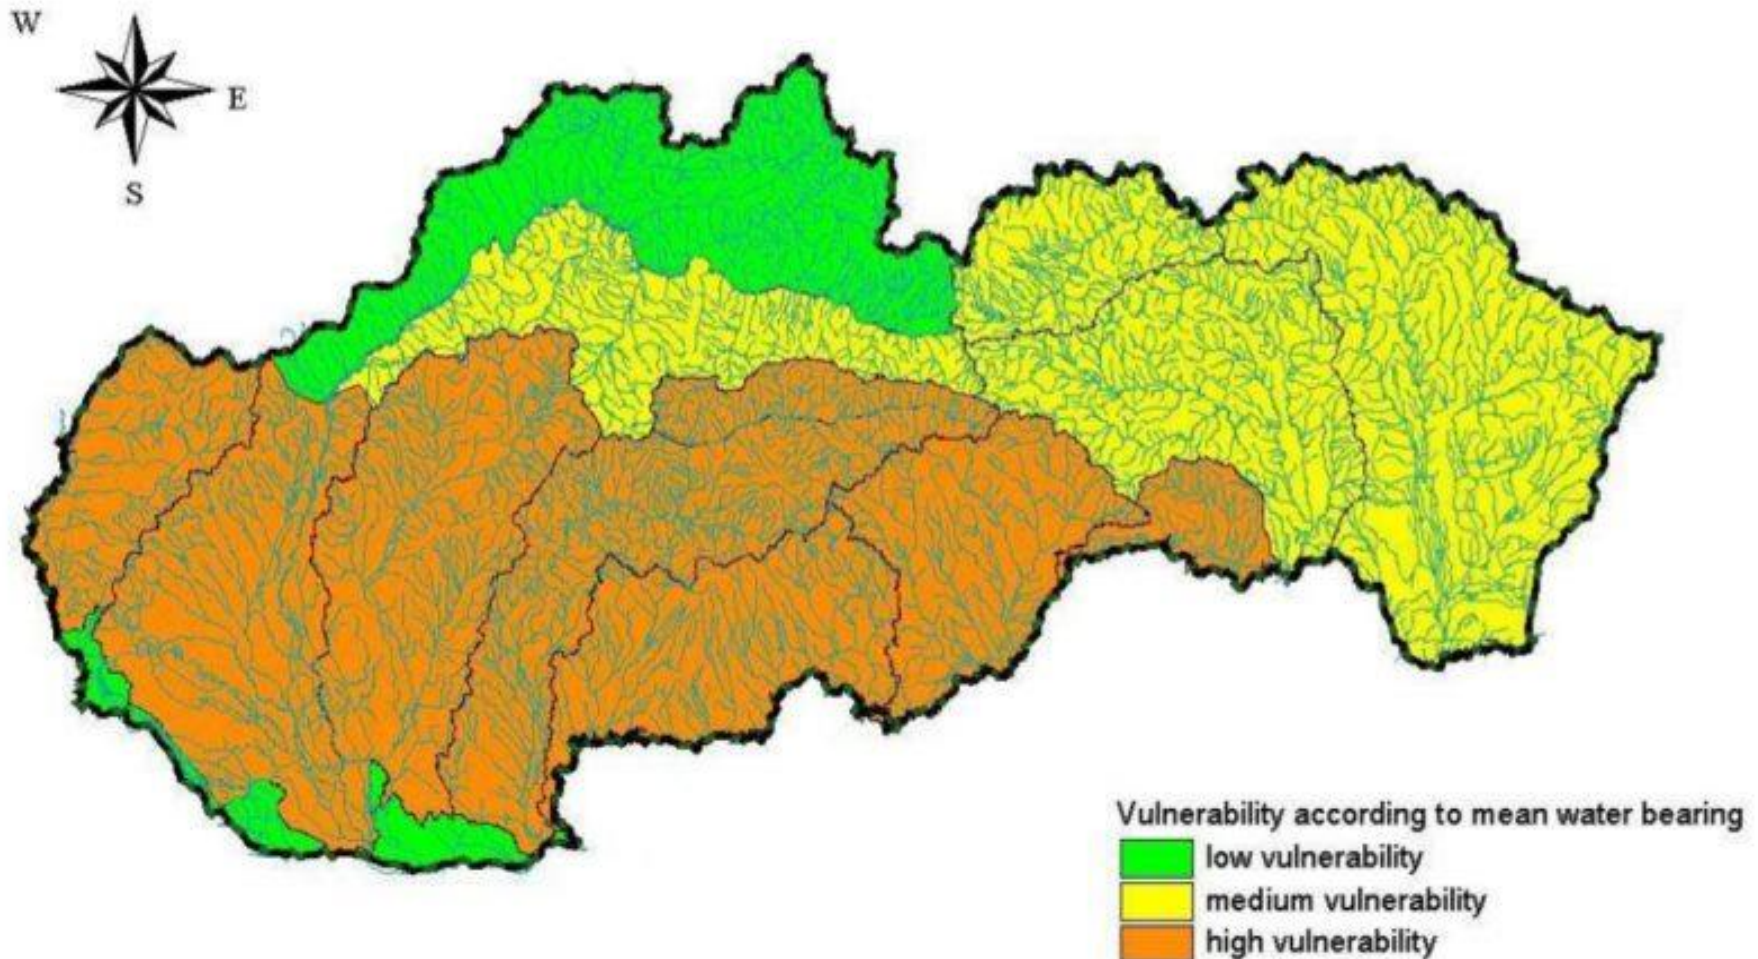 W
E
S
Vulnerability according to mean water bearing
low vulnerability
medium vulnerability
high vulnerability